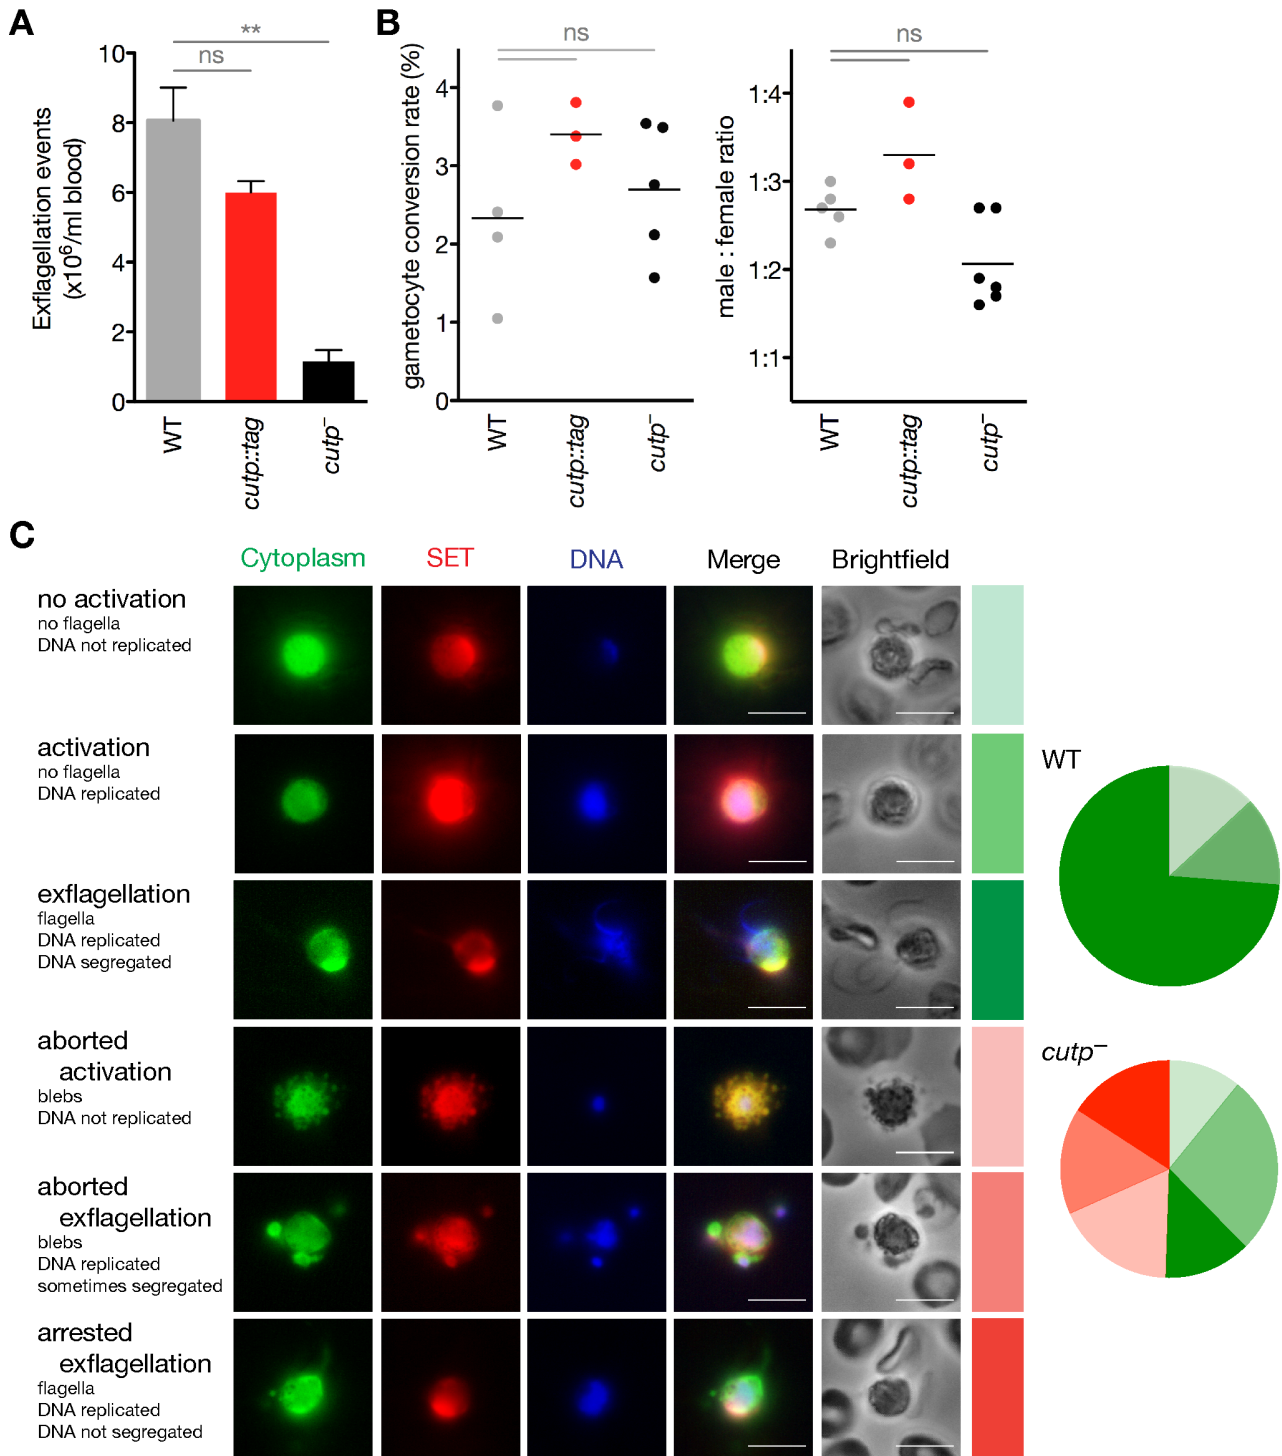 A
Exflagellation events
(x10⁶/ml blood)
10
8
6
4
2
0
**
ns
WT
cutp::tag
cutp⁻
B
gametocyte conversion rate (%)
4
3
2
1
0
ns
WT
cutp::tag
cutp⁻
male : female ratio
1:4
1:3
1:2
1:1
ns
WT
cutp::tag
cutp⁻
C
Cytoplasm
SET
DNA
Merge
Brightfield
no activation
no flagella
DNA not replicated
activation
no flagella
DNA replicated
exflagellation
flagella
DNA replicated
DNA segregated
aborted
activation
blebs
DNA not replicated
aborted
exflagellation
blebs
DNA replicated
sometimes segregated
arrested
exflagellation
flagella
DNA replicated
DNA not segregated
WT
cutp⁻